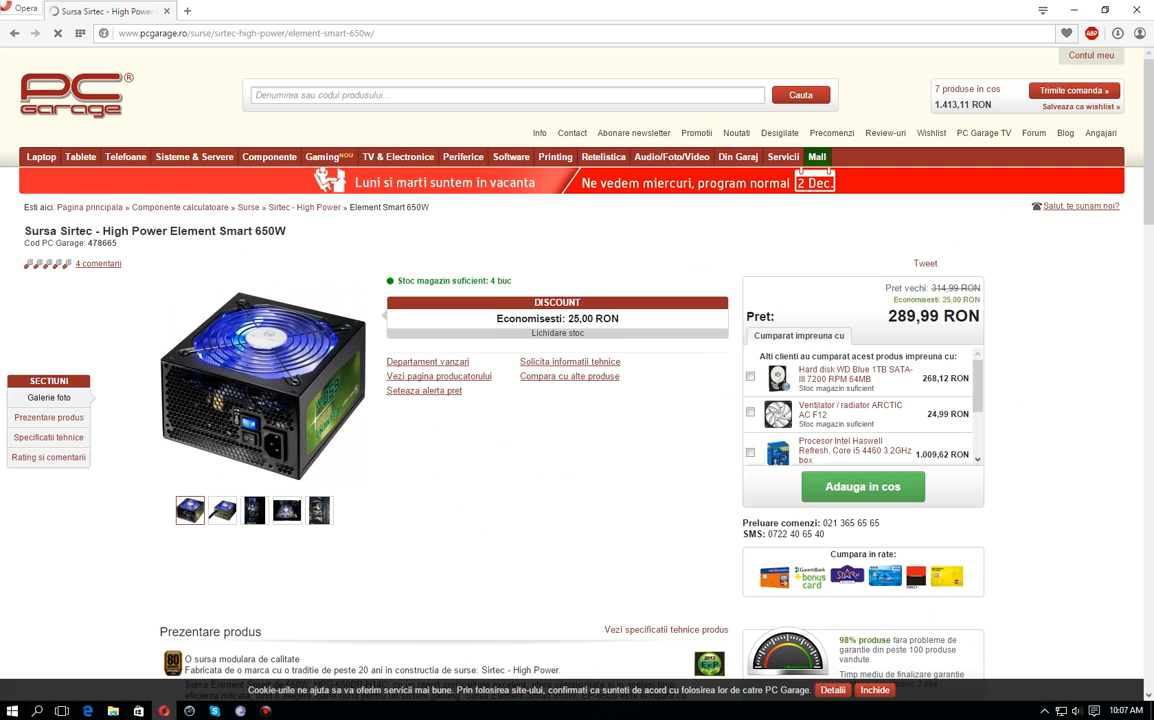 Opera
Sursa Sirtec - High Power
www.pcgarage.ro/surse/sirtec-high-power/element-smart-650w/
ABP
Contul meu
PC Garage®
Denumirea sau codul produsului...
Cauta
7 produse in cos
1.413,11 RON
Trimite comanda »
Salveaza ca wishlist »
Info Contact Abonare newsletter Promotii Noutati Desigilate Precomenzi Review-uri Wishlist PC Garage TV Forum Blog Angajari
Laptop Tablete Telefoane Sisteme & Servere Componente Gaming NOU TV & Electronice Periferice Software Printing Retelistica Audio/Foto/Video Din Garaj Servicii Mall
Luni si marti suntem in vacanta
Ne vedem miercuri, program normal 2 Dec.
Esti aici: Pagina principala » Componente calculatoare » Surse » Sirtec - High Power » Element Smart 650W
Salut, te sunam noi?
Sursa Sirtec - High Power Element Smart 650W
Cod PC Garage: 478665
4 comentarii
Tweet
Stoc magazin suficient: 4 buc
DISCOUNT
Economisesti: 25,00 RON
Lichidare stoc
Departament vanzari
Solicita informatii tehnice
Vezi pagina producatorului
Compara cu alte produse
Seteaza alerta pret
Pret vechi: 314,99 RON
Economisesti: 25,00 RON
Pret: 289,99 RON
Cumparat impreuna cu
Alti clienti au cumparat acest produs impreuna cu:
Hard disk WD Blue 1TB SATA-
III 7200 RPM 64MB
Stoc magazin suficient
268,12 RON
Ventilator / radiator ARCTIC
AC F12
Stoc magazin suficient
24,99 RON
Procesor Intel Haswell
Refresh, Core i5 4460 3.2GHz
box
1.009,62 RON
Adauga in cos
Preluare comenzi: 021 365 65 65
SMS: 0722 40 65 40
Cumpara in rate:
GarantiBank
+bonus
card
SECTIUNI
Galerie foto
Prezentare produs
Specificatii tehnice
Rating si comentarii
Prezentare produs
Vezi specificatii tehnice produs
O sursa modulara de calitate
Fabricata de o marca cu o traditie de peste 20 ani in constructia de surse: Sirtec - High Power.
98% produse fara probleme de
garantie din peste 100 produse
vandute.
Timp mediu de finalizare garantie
Cookie-urile ne ajuta sa va oferim servicii mai bune. Prin folosirea site-ului, confirmati ca sunteti de acord cu folosirea lor de catre PC Garage. Detalii Inchide
10:07 AM